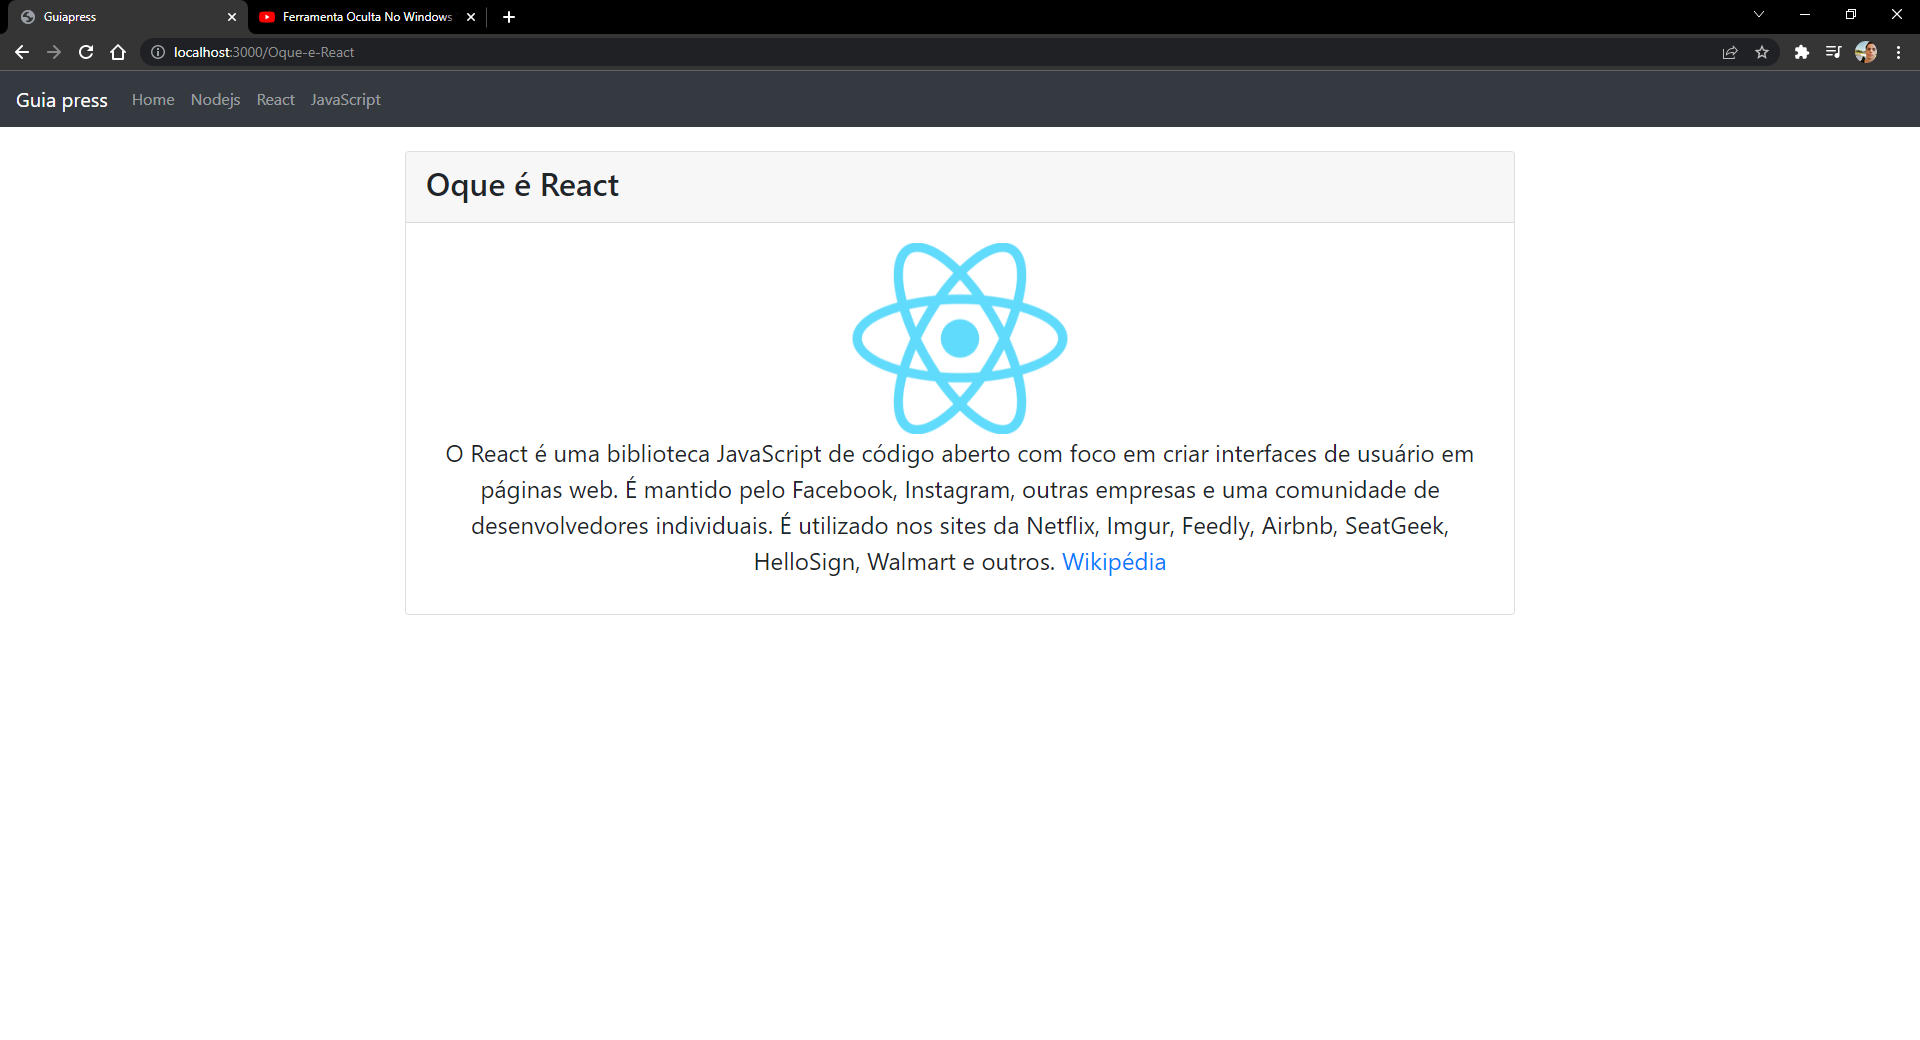 Guiapress
Ferramenta Oculta No Windows
localhost:3000/Oque-e-React
Guia press Home Nodejs React JavaScript
Oque é React
O React é uma biblioteca JavaScript de código aberto com foco em criar interfaces de usuário em
páginas web. É mantido pelo Facebook, Instagram, outras empresas e uma comunidade de
desenvolvedores individuais. É utilizado nos sites da Netflix, Imgur, Feedly, Airbnb, SeatGeek,
HelloSign, Walmart e outros. Wikipédia